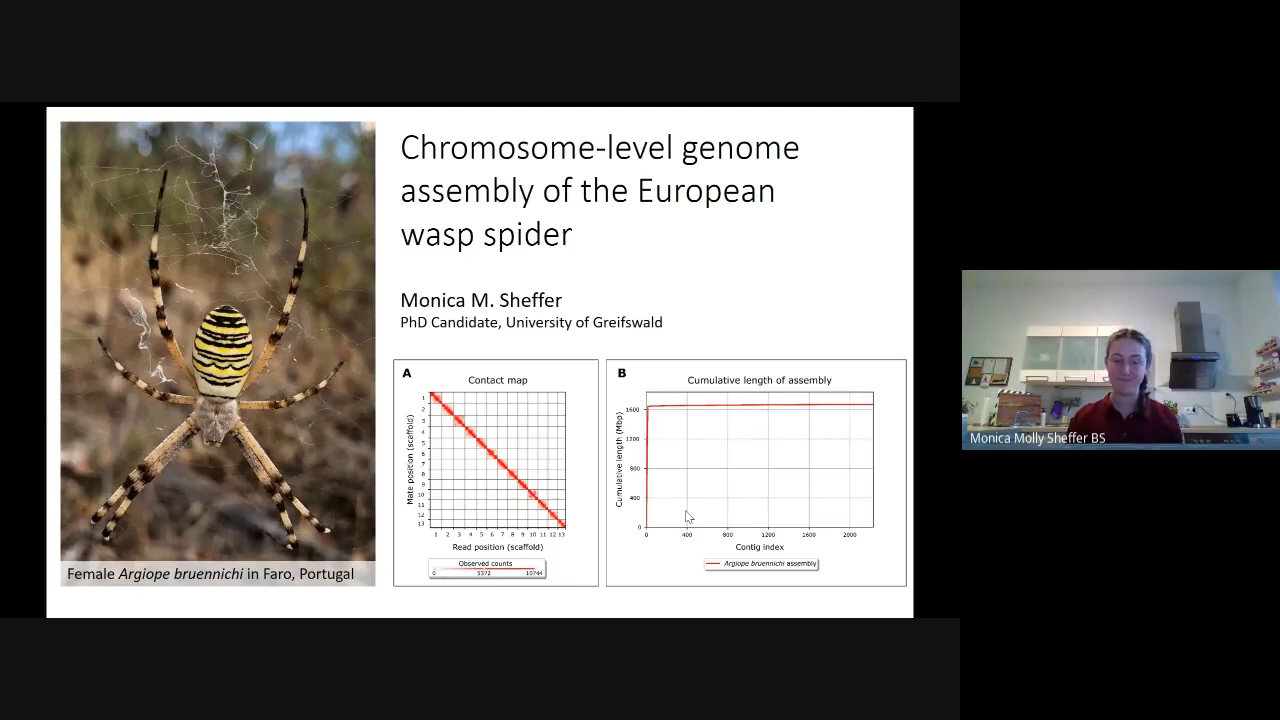 Chromosome-level genome
assembly of the European
wasp spider
Monica M. Sheffer
PhD Candidate, University of Greifswald
Female Argiope bruennichi in Faro, Portugal
A
Contact map
Mate position (scaffold)
1
2
3
4
5
6
7
8
9
10
11
12
13
1 2 3 4 5 6 7 8 9 10 11 12 13
Read position (scaffold)
Observed counts
0 5372 10744
B
Cumulative length of assembly
Cumulative length (Mbp)
1600
1200
800
400
0
0 400 800 1200 1600 2000
Contig index
Argiope bruennichi assembly
Monica Molly Sheffer BS